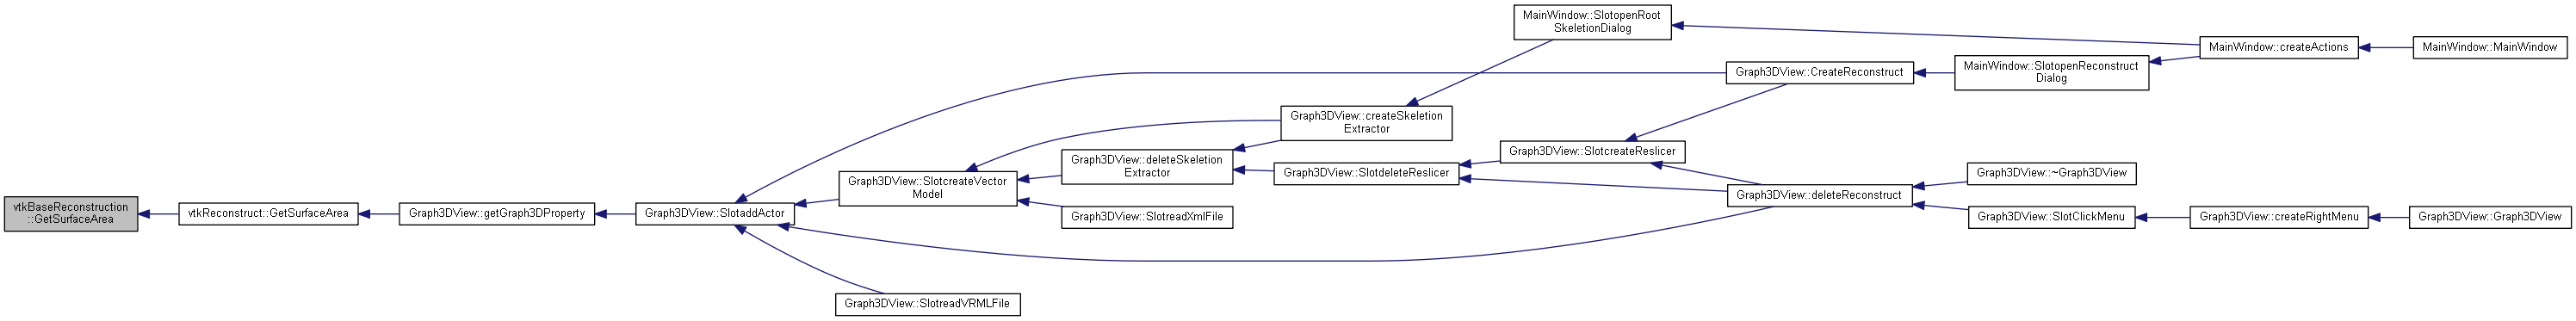 vtkBaseReconstruction
::GetSurfaceArea
vtkReconstruct::GetSurfaceArea
Graph3DView::getGraph3DProperty
Graph3DView::SlotaddActor
Graph3DView::SlotcreateVector
Model
Graph3DView::SlotreadVRMLFile
Graph3DView::deleteSkeletion
Extractor
Graph3DView::SlotreadXmlFile
Graph3DView::createSkeletion
Extractor
Graph3DView::SlotdeleteReslicer
MainWindow::SlotopenRoot
SkeletionDialog
Graph3DView::SlotcreateReslicer
Graph3DView::CreateReconstruct
Graph3DView::deleteReconstruct
MainWindow::SlotopenReconstruct
Dialog
Graph3DView::~Graph3DView
Graph3DView::SlotClickMenu
MainWindow::createActions
Graph3DView::createRightMenu
MainWindow::MainWindow
Graph3DView::Graph3DView